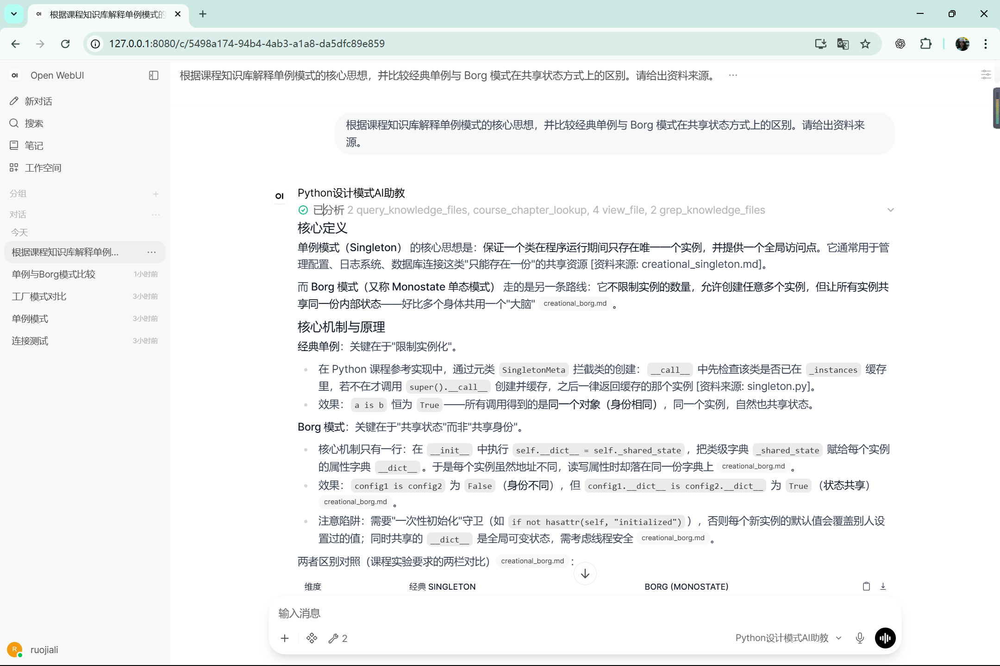 根据课程知识库解释单例模式的
127.0.0.1:8080/c/5498a174-94b4-4ab3-a1a8-da5dfc89e859
OI Open WebUI
新对话
搜索
笔记
工作空间
分组
对话
今天
根据课程知识库解释单例...
单例与Borg模式比较 1小时前
工厂模式对比 3小时前
单例模式 3小时前
连接测试 3小时前
R ruojiali
根据课程知识库解释单例模式的核心思想，并比较经典单例与 Borg 模式在共享状态方式上的区别。请给出资料来源。
根据课程知识库解释单例模式的核心思想，并比较经典单例与 Borg 模式在共享状态方式上的区别。请给出资料来
源。
OI Python设计模式AI助教
已分析 2 query_knowledge_files, course_chapter_lookup, 4 view_file, 2 grep_knowledge_files
核心定义
单例模式（Singleton） 的核心思想是：保证一个类在程序运行期间只存在唯一一个实例，并提供一个全局访问点。它通常用于管
理配置、日志系统、数据库连接这类"只能存在一份"的共享资源 [资料来源: creational_singleton.md]。
而 Borg 模式（又称 Monostate 单态模式） 走的是另一条路线：它不限制实例的数量，允许创建任意多个实例，但让所有实例共
享同一份内部状态——好比多个身体共用一个"大脑" creational_borg.md 。
核心机制与原理
经典单例：关键在于"限制实例化"。
在 Python 课程参考实现中，通过元类 SingletonMeta 拦截类的创建： __call__ 中先检查该类是否已在 _instances 缓存
里，若不在才调用 super().__call__ 创建并缓存，之后一律返回缓存的那个实例 [资料来源: singleton.py]。
效果： a is b 恒为 True ——所有调用得到的是同一个对象（身份相同），同一个实例，自然也共享状态。
Borg 模式：关键在于"共享状态"而非"共享身份"。
核心机制只有一行：在 __init__ 中执行 self.__dict__ = self._shared_state ，把类级字典 _shared_state 赋给每个实例
的属性字典 __dict__ 。于是每个实例虽然地址不同，读写属性时却落在同一份字典上 creational_borg.md 。
效果： config1 is config2 为 False （身份不同），但 config1.__dict__ is config2.__dict__ 为 True （状态共享）
creational_borg.md 。
注意陷阱：需要"一次性初始化"守卫（如 if not hasattr(self, "initialized") ），否则每个新实例的默认值会覆盖别人设
置过的值；同时共享的 __dict__ 是全局可变状态，需考虑线程安全 creational_borg.md 。
两者区别对照（课程实验要求的两栏对比） creational_borg.md ：
维度 经典 SINGLETON BORG (MONOSTATE)
输入消息
2 Python设计模式AI助教